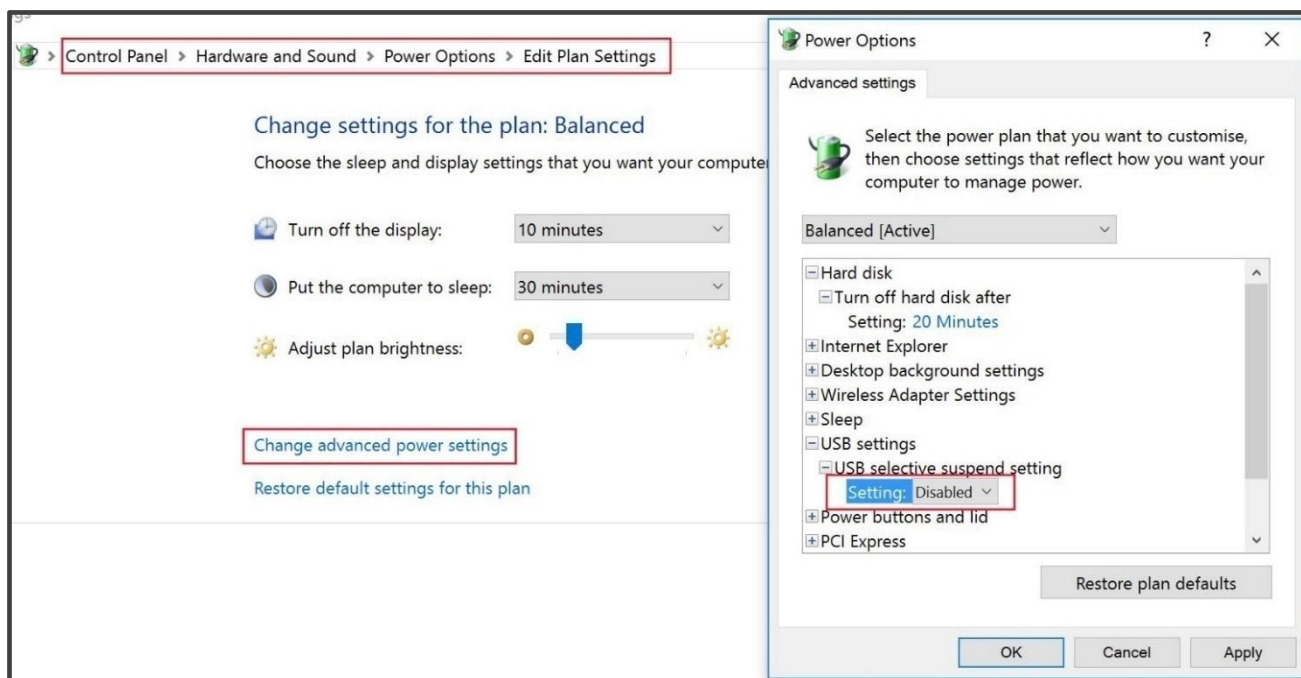 Control Panel > Hardware and Sound > Power Options > Edit Plan Settings
Change settings for the plan: Balanced
Choose the sleep and display settings that you want your computer
Turn off the display: 10 minutes
Put the computer to sleep: 30 minutes
Adjust plan brightness:
Change advanced power settings
Restore default settings for this plan
Power Options ? ×
Advanced settings
Select the power plan that you want to customise,
then choose settings that reflect how you want your
computer to manage power.
Balanced [Active]
Hard disk
Turn off hard disk after
Setting: 20 Minutes
Internet Explorer
Desktop background settings
Wireless Adapter Settings
Sleep
USB settings
USB selective suspend setting
Setting: Disabled
Power buttons and lid
PCI Express
Restore plan defaults
OK Cancel Apply